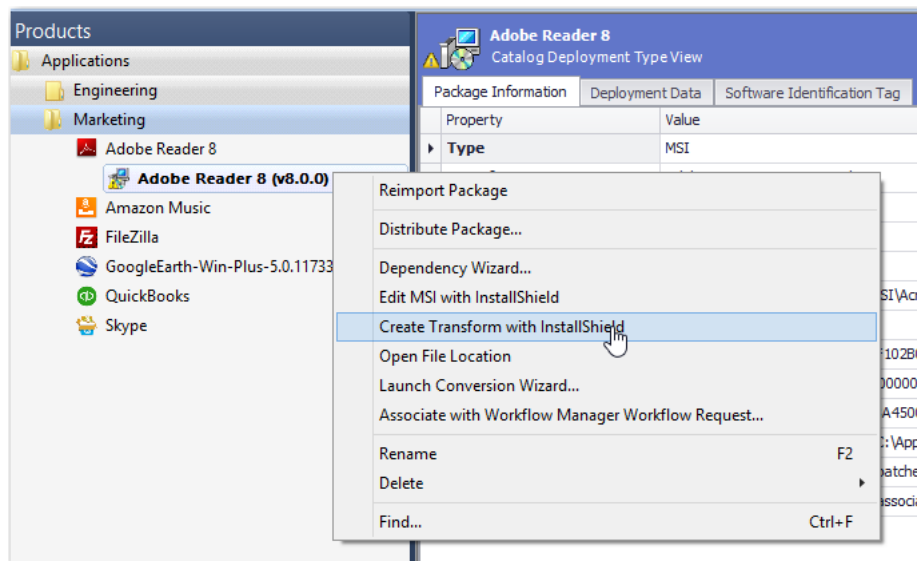 Products
Applications
Engineering
Marketing
Adobe Reader 8
Adobe Reader 8 (v8.0.0)
Amazon Music
FileZilla
GoogleEarth-Win-Plus-5.0.11733
QuickBooks
Skype
Adobe Reader 8
Catalog Deployment Type View
Package Information Deployment Data Software Identification Tag
Property Value
Type MSI
Reimport Package
Distribute Package...
Dependency Wizard...
Edit MSI with InstallShield
Create Transform with InstallShield
Open File Location
Launch Conversion Wizard...
Associate with Workflow Manager Workflow Request...
Rename F2
Delete
Find... Ctrl+F